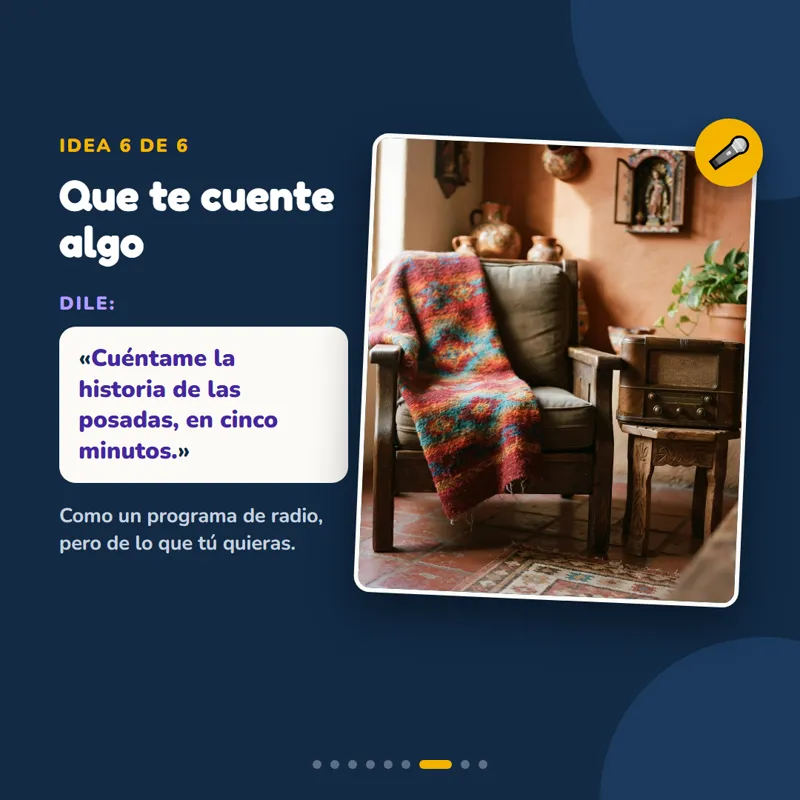 IDEA 6 DE 6
Que te cuente
algo
DILE:
«Cuéntame la
historia de las
posadas, en cinco
minutos.»
Como un programa de radio,
pero de lo que tú quieras.